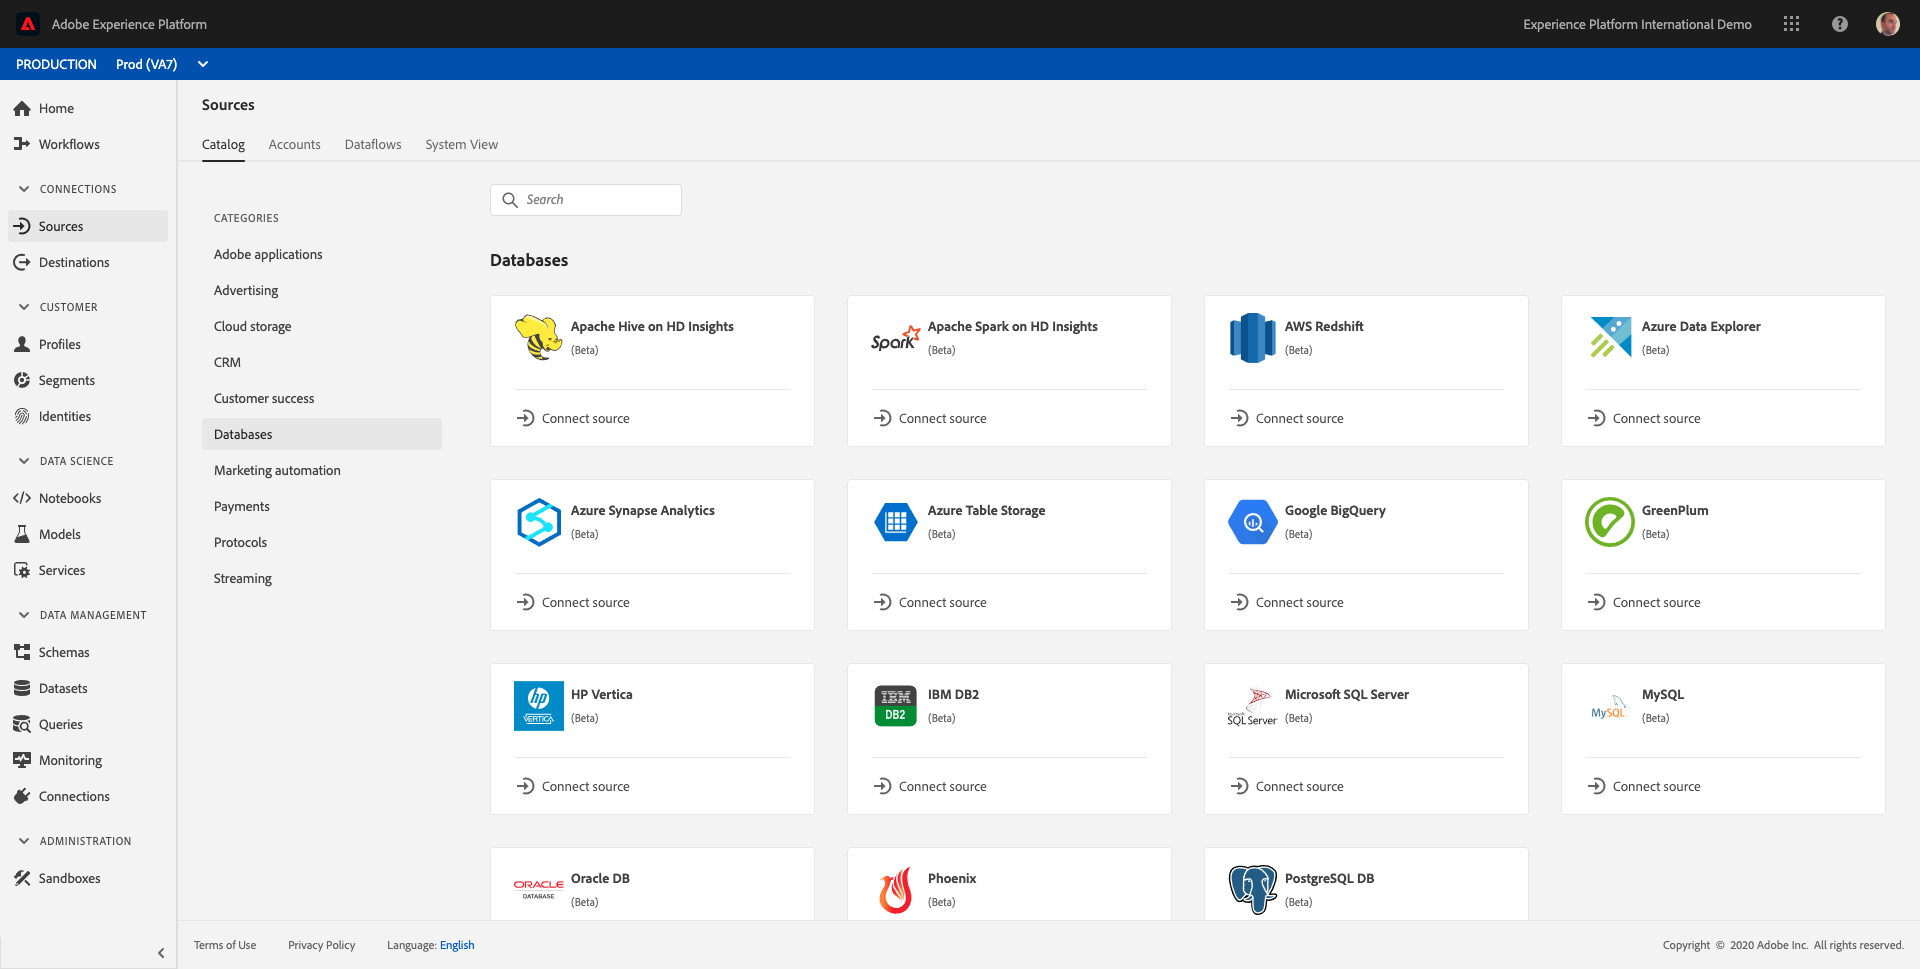 Adobe Experience Platform
Experience Platform International Demo
PRODUCTION Prod (VA7)
Home
Workflows
CONNECTIONS
Sources
Destinations
CUSTOMER
Profiles
Segments
Identities
DATA SCIENCE
Notebooks
Models
Services
DATA MANAGEMENT
Schemas
Datasets
Queries
Monitoring
Connections
ADMINISTRATION
Sandboxes
Sources
Catalog Accounts Dataflows System View
CATEGORIES
Adobe applications
Advertising
Cloud storage
CRM
Customer success
Databases
Marketing automation
Payments
Protocols
Streaming
Search
Databases
Apache Hive on HD Insights
(Beta)
Connect source
Spark
Apache Spark on HD Insights
(Beta)
Connect source
AWS Redshift
(Beta)
Connect source
Azure Data Explorer
(Beta)
Connect source
Azure Synapse Analytics
(Beta)
Connect source
Azure Table Storage
(Beta)
Connect source
Google BigQuery
(Beta)
Connect source
GreenPlum
(Beta)
Connect source
hp
VERTICA
HP Vertica
(Beta)
Connect source
IBM
DB2
IBM DB2
(Beta)
Connect source
Microsoft
SQL Server
Microsoft SQL Server
(Beta)
Connect source
MySQL
MySQL
(Beta)
Connect source
ORACLE
DATABASE
Oracle DB
(Beta)
Phoenix
(Beta)
PostgreSQL DB
(Beta)
Terms of Use Privacy Policy Language: English
Copyright © 2020 Adobe Inc. All rights reserved.